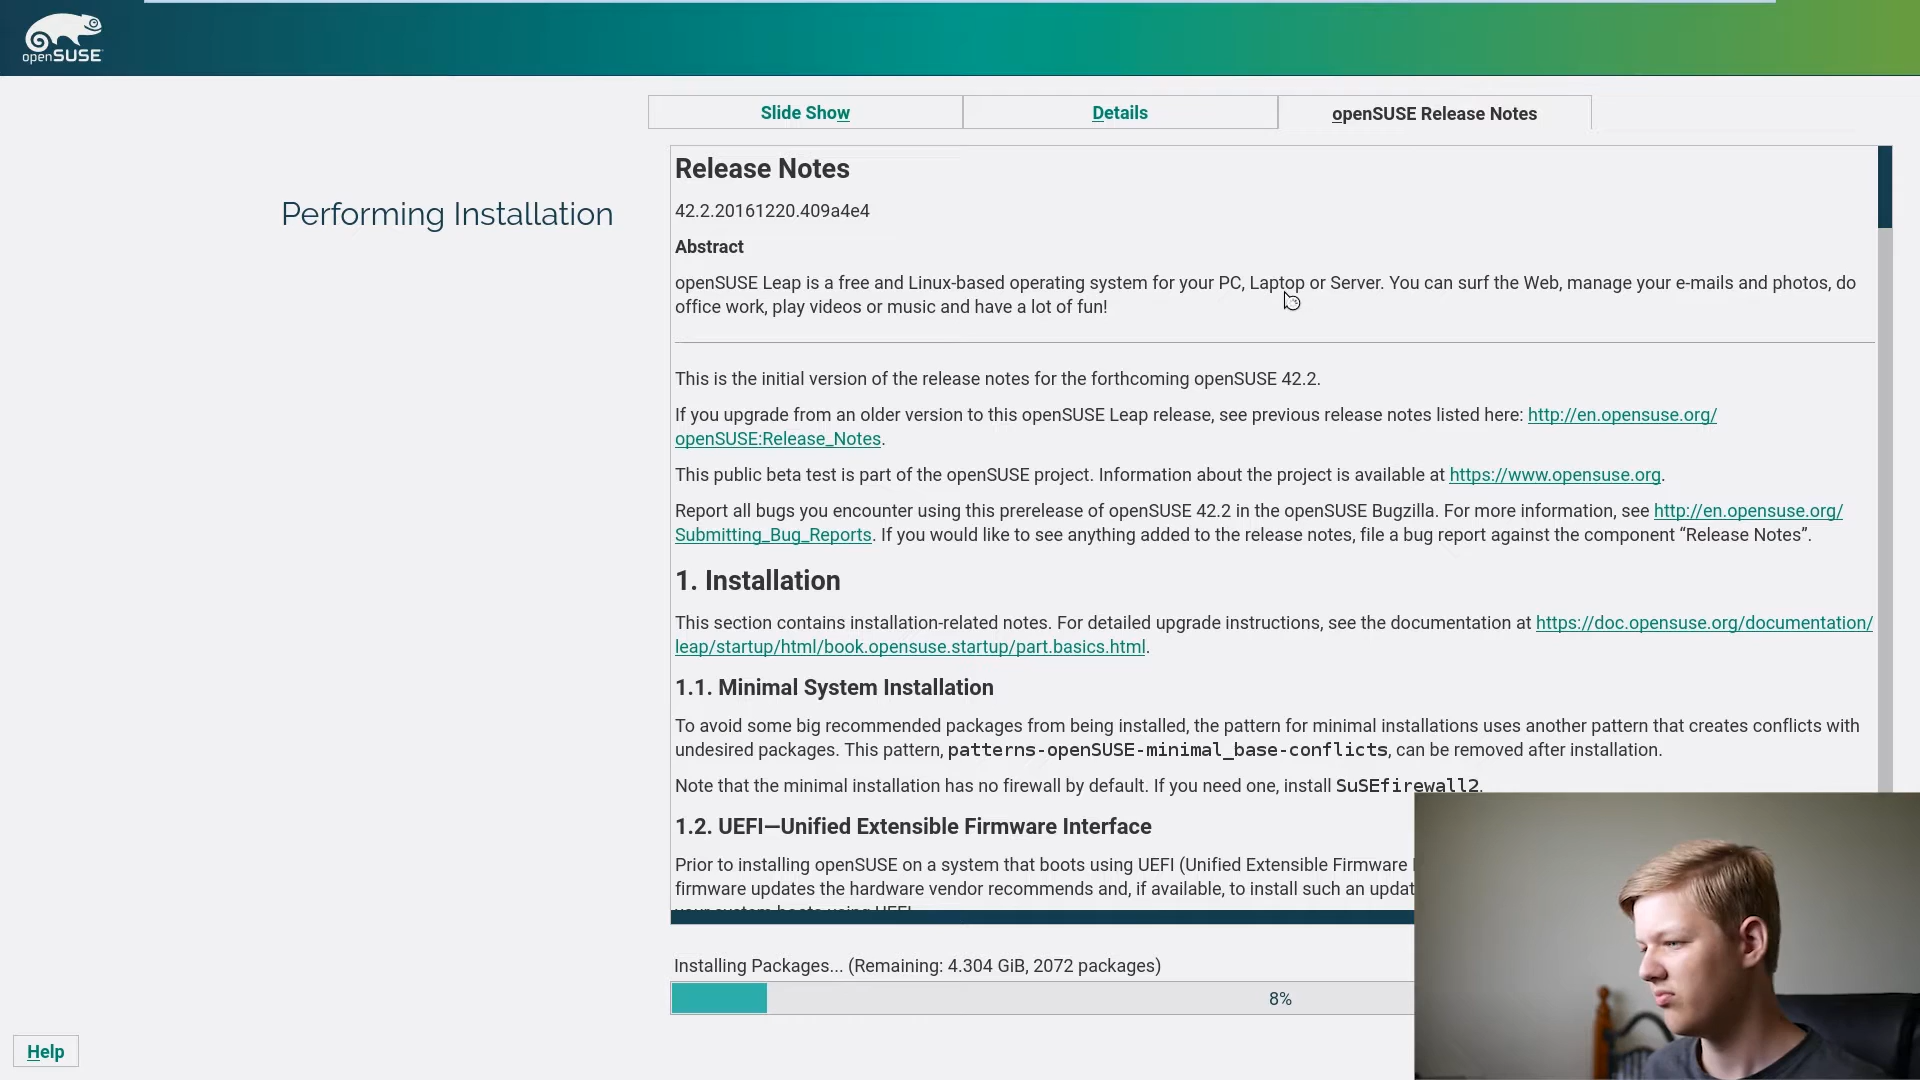 openSUSE
Slide Show
Details
openSUSE Release Notes
Performing Installation
Release Notes
42.2.20161220.409a4e4
Abstract
openSUSE Leap is a free and Linux-based operating system for your PC, Laptop or Server. You can surf the Web, manage your e-mails and photos, do
office work, play videos or music and have a lot of fun!
This is the initial version of the release notes for the forthcoming openSUSE 42.2.
If you upgrade from an older version to this openSUSE Leap release, see previous release notes listed here: http://en.opensuse.org/
openSUSE:Release_Notes.
This public beta test is part of the openSUSE project. Information about the project is available at https://www.opensuse.org.
Report all bugs you encounter using this prerelease of openSUSE 42.2 in the openSUSE Bugzilla. For more information, see http://en.opensuse.org/
Submitting_Bug_Reports. If you would like to see anything added to the release notes, file a bug report against the component “Release Notes”.
1. Installation
This section contains installation-related notes. For detailed upgrade instructions, see the documentation at https://doc.opensuse.org/documentation/
leap/startup/html/book.opensuse.startup/part.basics.html.
1.1. Minimal System Installation
To avoid some big recommended packages from being installed, the pattern for minimal installations uses another pattern that creates conflicts with
undesired packages. This pattern, patterns-openSUSE-minimal_base-conflicts, can be removed after installation.
Note that the minimal installation has no firewall by default. If you need one, install SuSEfirewall2.
1.2. UEFI—Unified Extensible Firmware Interface
Prior to installing openSUSE on a system that boots using UEFI (Unified Extensible Firmware
firmware updates the hardware vendor recommends and, if available, to install such an updat
your system boots using UEFI
Installing Packages... (Remaining: 4.304 GiB, 2072 packages)
8%
Help